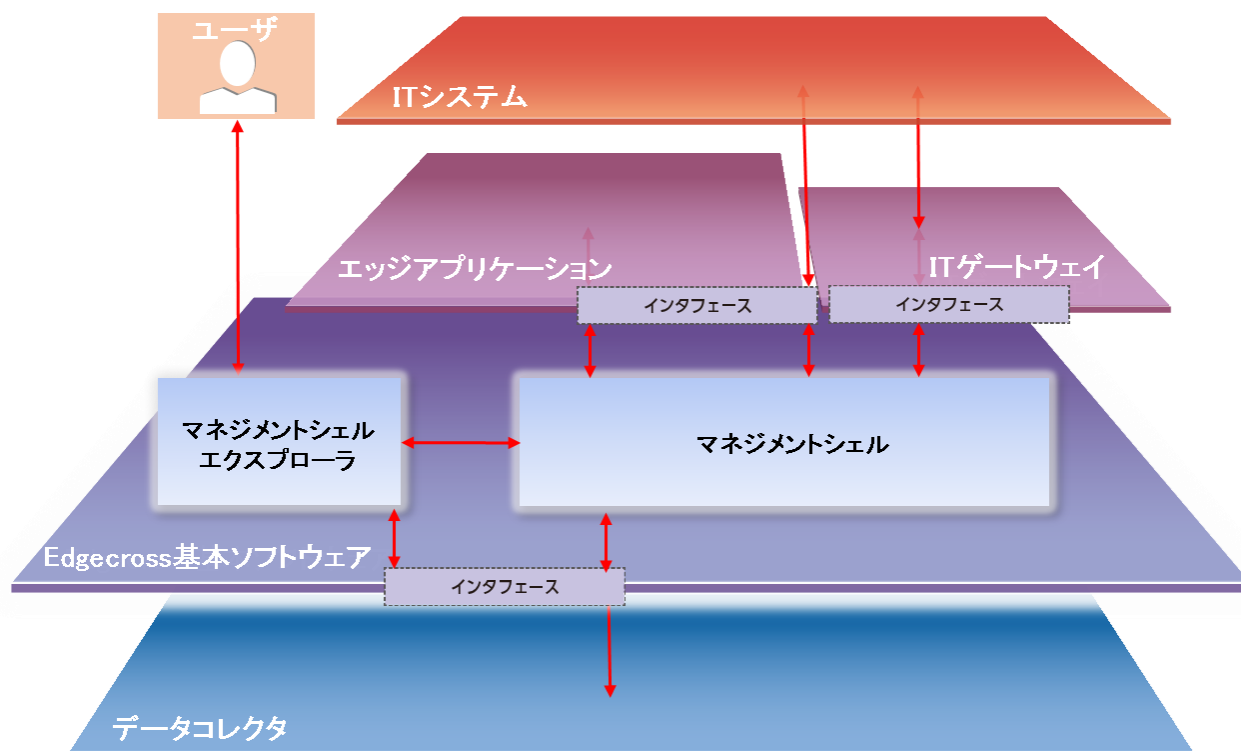 ユーザ
ITシステム
エッジアプリケーション
ITゲートウェイ
インタフェース
インタフェース
マネジメントシェル
エクスプローラ
マネジメントシェル
Edgecross基本ソフトウェア
インタフェース
データコレクタ